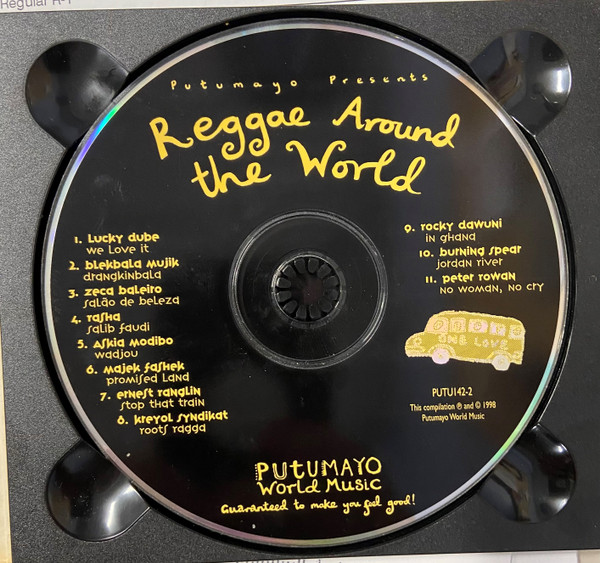 Regular R-1
Putumayo Presents
Reggae Around
the World
1. Lucky dube
we Love it
2. blekbala mujik
drangkinbala
3. zeca baleiro
salão de beleza
4. rasha
salib faudi
5. Askia modibo
wadjou
6. majek fashek
promised Land
7. ernest ranglin
stop that train
8. kreyol syndikat
roots ragga
9. rocky dawuni
in ghana
10. burning spear
jordan river
11. peter rowan
no woman, no cry
ONE LOVE
PUTU142-2
This compilation ℗ and © 1998
Putumayo World Music
PUTUMAYO
World Music
Guaranteed to make you feel good!